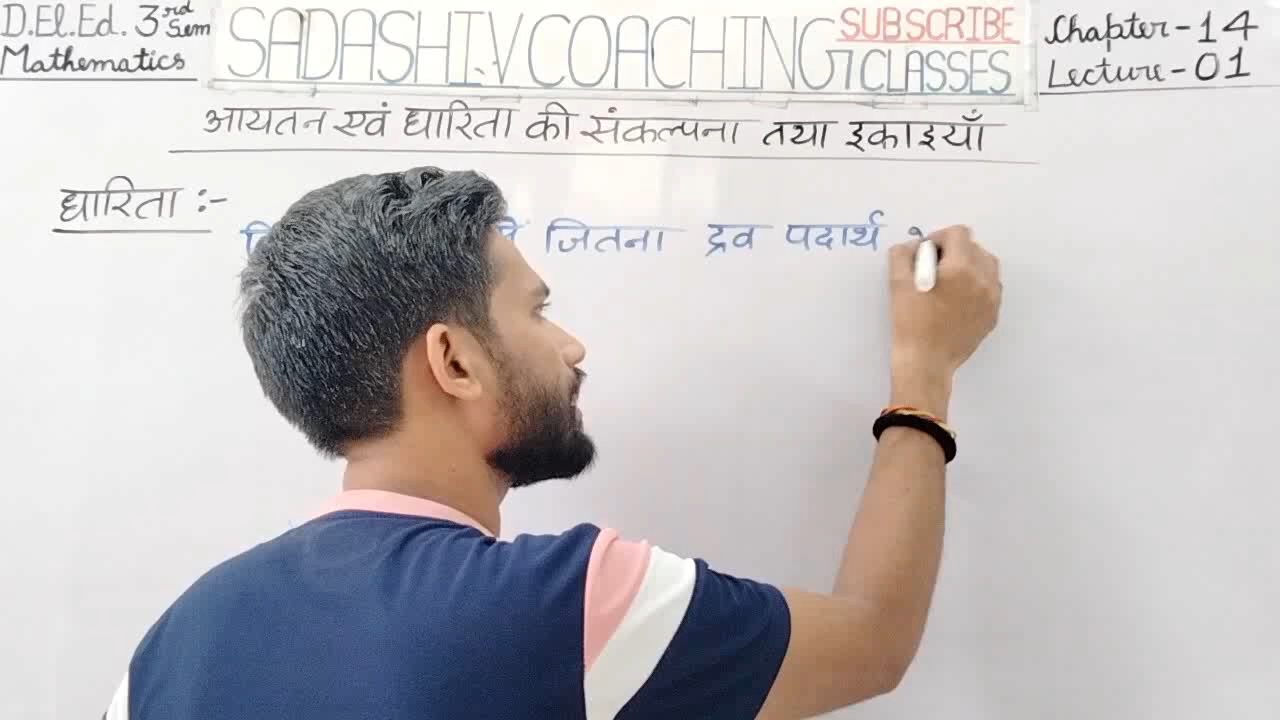 D.El.Ed. 3rd Sem
Mathematics
SADASHIV COACHING CLASSES
SUBSCRIBE
Chapter-14
Lecture-01
आयतन एवं धारिता की संकल्पना तथा इकाइयाँ
धारिता :-
जितना द्रव पदार्थ